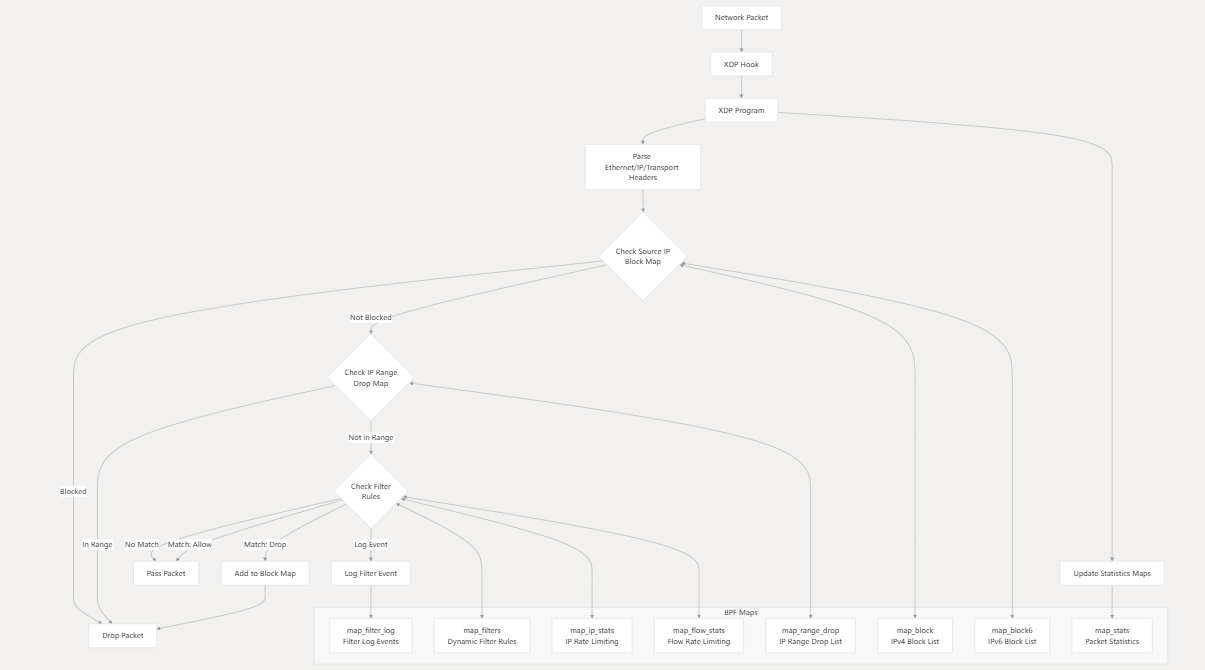 Network Packet
XDP Hook
XDP Program
Parse
Ethernet/IP/Transport
Headers
Check Source IP
Block Map
Not Blocked
Check IP Range
Drop Map
Not in Range
Check Filter
Rules
Blocked
In Range
No Match
Match: Allow
Match: Drop
Log Event
Pass Packet
Add to Block Map
Log Filter Event
Update Statistics Maps
BPF Maps
Drop Packet
map_filter_log
Filter Log Events
map_filters
Dynamic Filter Rules
map_ip_stats
IP Rate Limiting
map_flow_stats
Flow Rate Limiting
map_range_drop
IP Range Drop List
map_block
IPv4 Block List
map_block6
IPv6 Block List
map_stats
Packet Statistics